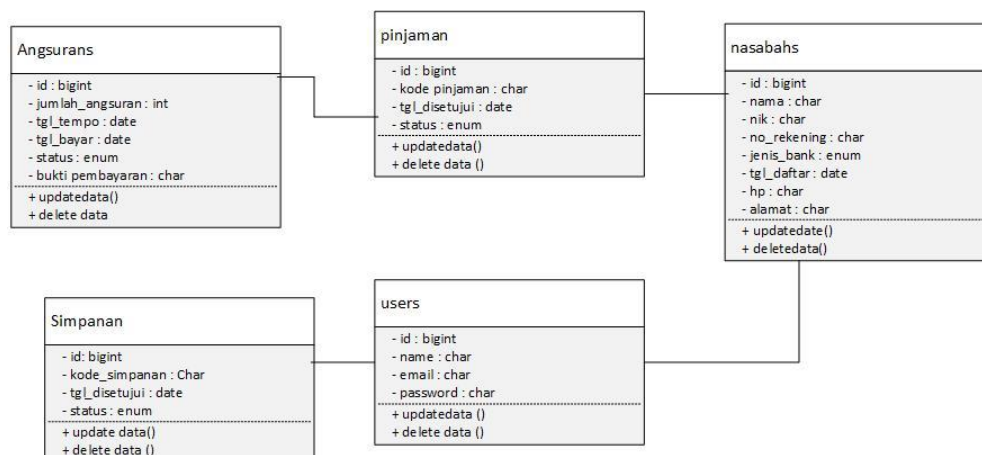 Angsurans
- id : bigint
- jumlah_angsuran : int
- tgl_tempo : date
- tgl_bayar : date
- status : enum
- bukti pembayaran : char
+ updatedata()
+ delete data
pinjaman
- id : bigint
- kode pinjaman : char
- tgl_disetujui : date
- status : enum
+ updatedata()
+ delete data ()
nasabahs
- id : bigint
- nama : char
- nik : char
- no_rekening : char
- jenis_bank : enum
- tgl_daftar : date
- hp : char
- alamat : char
+ updatedate()
+ deletedata()
Simpanan
- id: bigint
- kode_simpanan : Char
- tgl_disetujui : date
- status : enum
+ update data()
+ delete data ()
users
- id : bigint
- name : char
- email : char
- password : char
+ updatedata ()
+ delete data ()